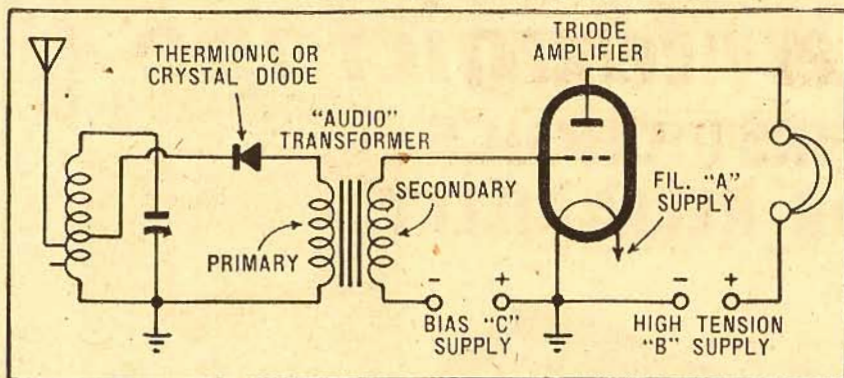 THERMIONIC OR
CRYSTAL DIODE
"AUDIO"
TRANSFORMER
TRIODE
AMPLIFIER
SECONDARY
PRIMARY
FIL. "A"
SUPPLY
- +
BIAS "C"
SUPPLY
- +
HIGH TENSION
"B" SUPPLY